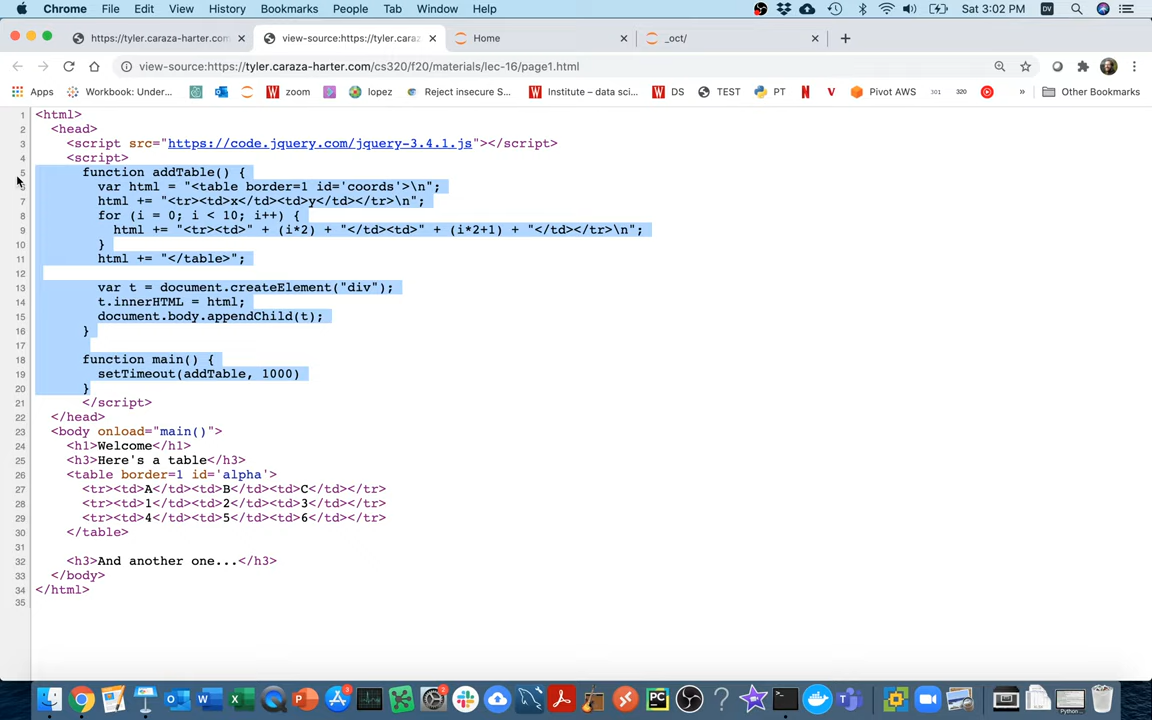 Chrome File Edit View History Bookmarks People Tab Window Help Sat 3:02 PM DV
https://tyler.caraza-harter.com view-source:https://tyler.caraza Home _oct/
view-source:https://tyler.caraza-harter.com/cs320/f20/materials/lec-16/page1.html
Apps Workbook: Under... zoom lopez Reject insecure S... Institute – data sci... DS TEST PT Pivot AWS 101 320 » Other Bookmarks
1 <html>
2 <head>
3 <script src="https://code.jquery.com/jquery-3.4.1.js"></script>
4 <script>
5 function addTable() {
6 var html = "<table border=1 id='coords'>\n";
7 html += "<tr><td>x</td><td>y</td></tr>\n";
8 for (i = 0; i < 10; i++) {
9 html += "<tr><td>" + (i*2) + "</td><td>" + (i*2+1) + "</td></tr>\n";
10 }
11 html += "</table>";
12
13 var t = document.createElement("div");
14 t.innerHTML = html;
15 document.body.appendChild(t);
16 }
17
18 function main() {
19 setTimeout(addTable, 1000)
20 }
21 </script>
22 </head>
23 <body onload="main()">
24 <h1>Welcome</h1>
25 <h3>Here's a table</h3>
26 <table border=1 id='alpha'>
27 <tr><td>A</td><td>B</td><td>C</td></tr>
28 <tr><td>1</td><td>2</td><td>3</td></tr>
29 <tr><td>4</td><td>5</td><td>6</td></tr>
30 </table>
31
32 <h3>And another one...</h3>
33 </body>
34 </html>
35